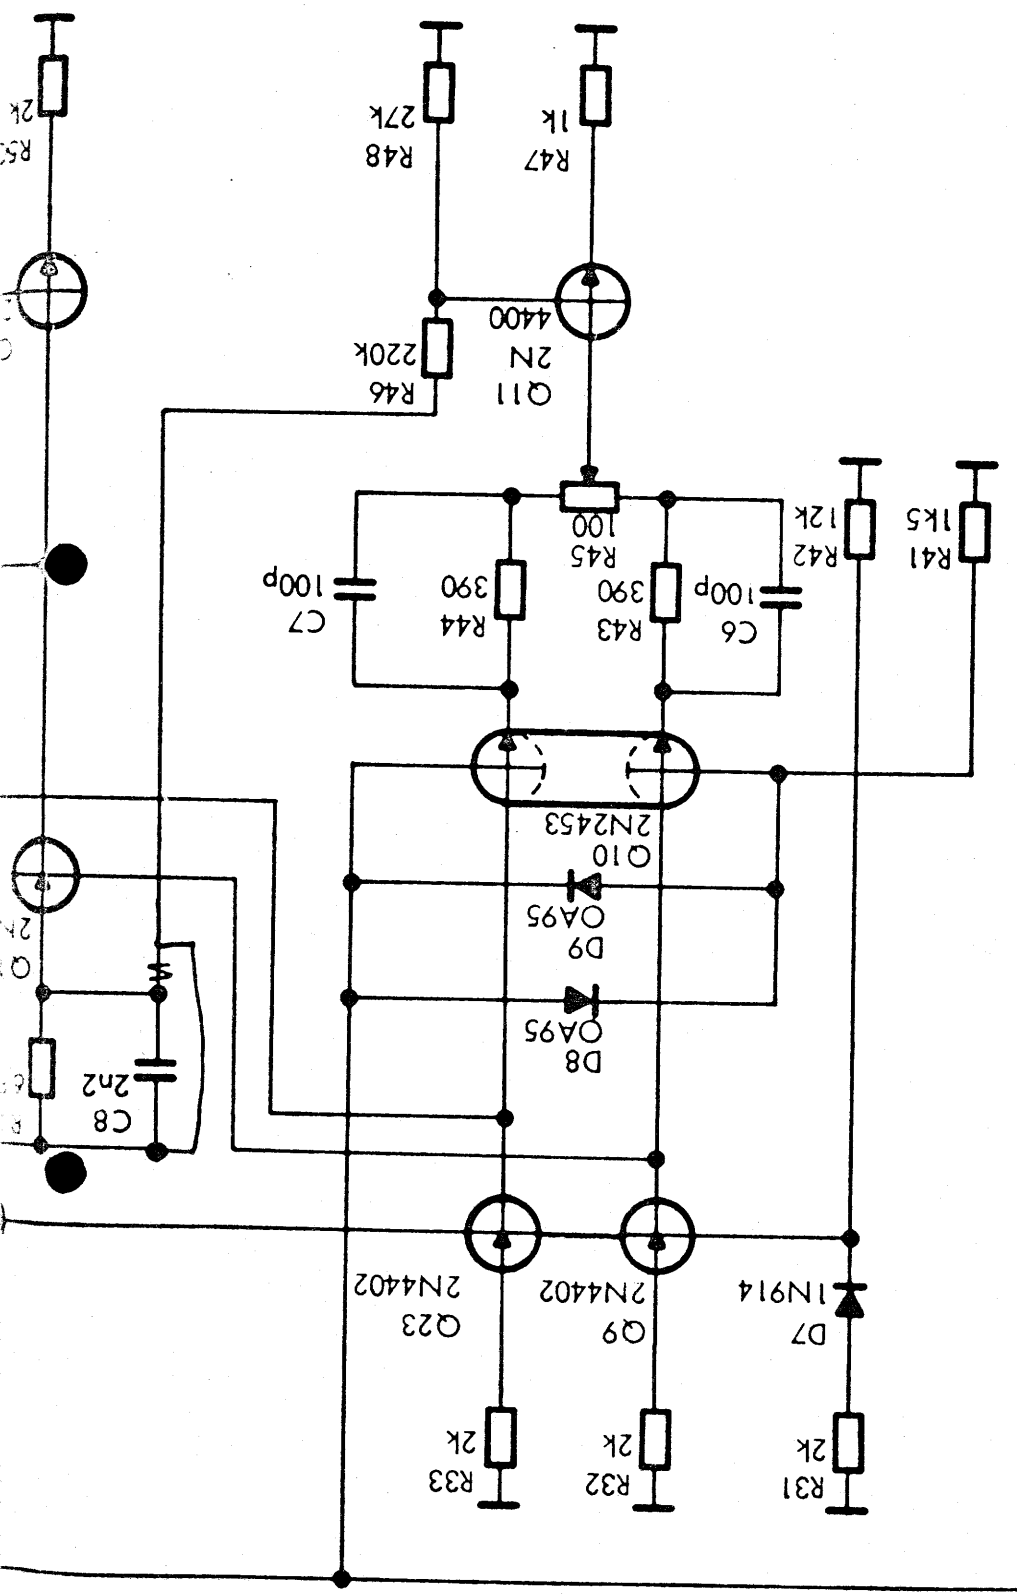 R31
2k
R32
2k
R33
2k
D7
1N914
Q9
2N4402
Q23
2N4402
C8
2n2
D8
OA95
D9
OA95
Q10
2N2453
C6
100p
R43
390
R44
390
C7
100p
R41
1k5
R42
12k
R45
100
Q11
2N
4400
R46
220k
R47
1k
R48
27k
2k